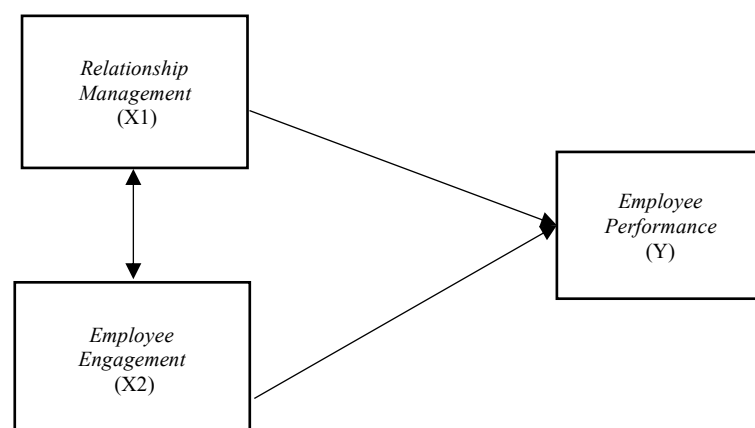 Relationship
Management
(X1)
Employee
Performance
(Y)
Employee
Engagement
(X2)